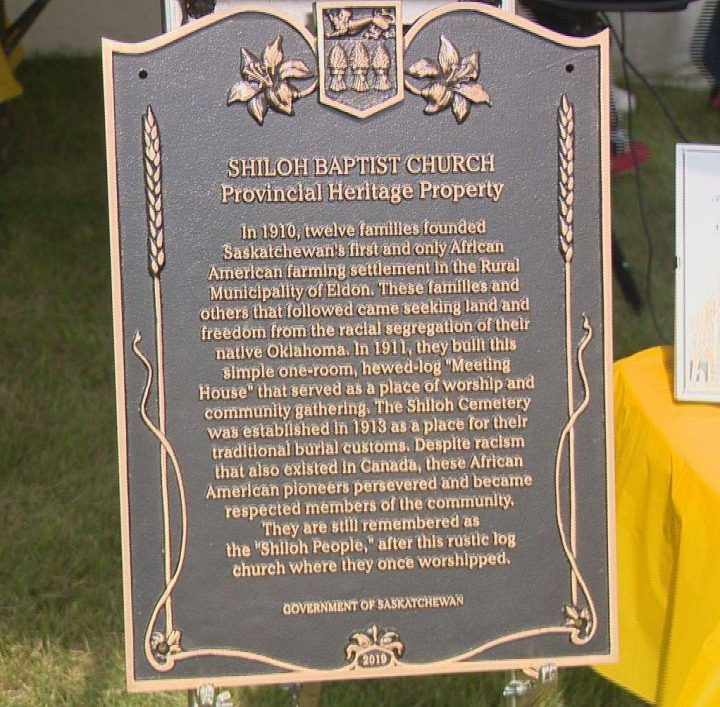 SHILOH BAPTIST CHURCH
Provincial Heritage Property
In 1910, twelve families founded
Saskatchewan's first and only African
American farming settlement in the Rural
Municipality of Eldon. These families and
others that followed came seeking land and
freedom from the racial segregation of their
native Oklahoma. In 1911, they built this
simple one-room, hewed-log "Meeting
House" that served as a place of worship and
community gathering. The Shiloh Cemetery
was established in 1913 as a place for their
traditional burial customs. Despite racism
that also existed in Canada, these African
American pioneers persevered and became
respected members of the community.
They are still remembered as
the "Shiloh People," after this rustic log
church where they once worshipped.
GOVERNMENT OF SASKATCHEWAN
2019